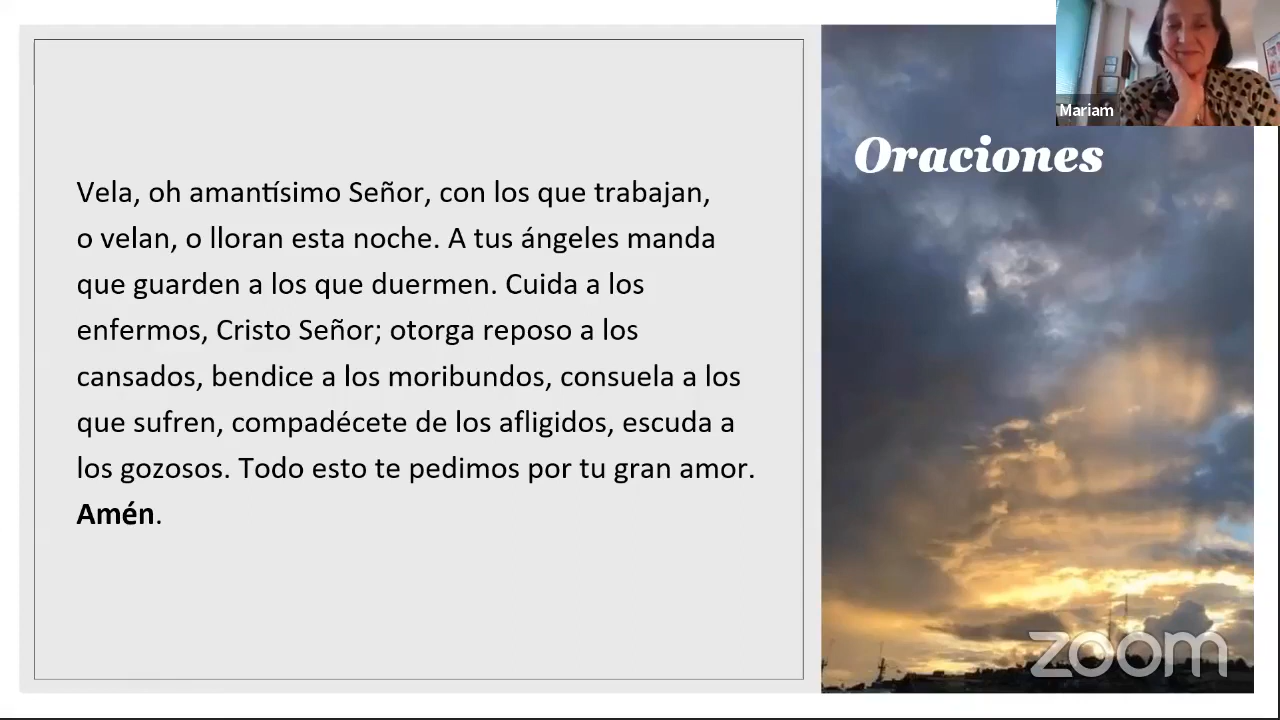 Vela, oh amantísimo Señor, con los que trabajan,
o velan, o lloran esta noche. A tus ángeles manda
que guarden a los que duermen. Cuida a los
enfermos, Cristo Señor; otorga reposo a los
cansados, bendice a los moribundos, consuela a los
que sufren, compadécete de los afligidos, escuda a
los gozosos. Todo esto te pedimos por tu gran amor.
Amén.
Oraciones
Mariam
zoom